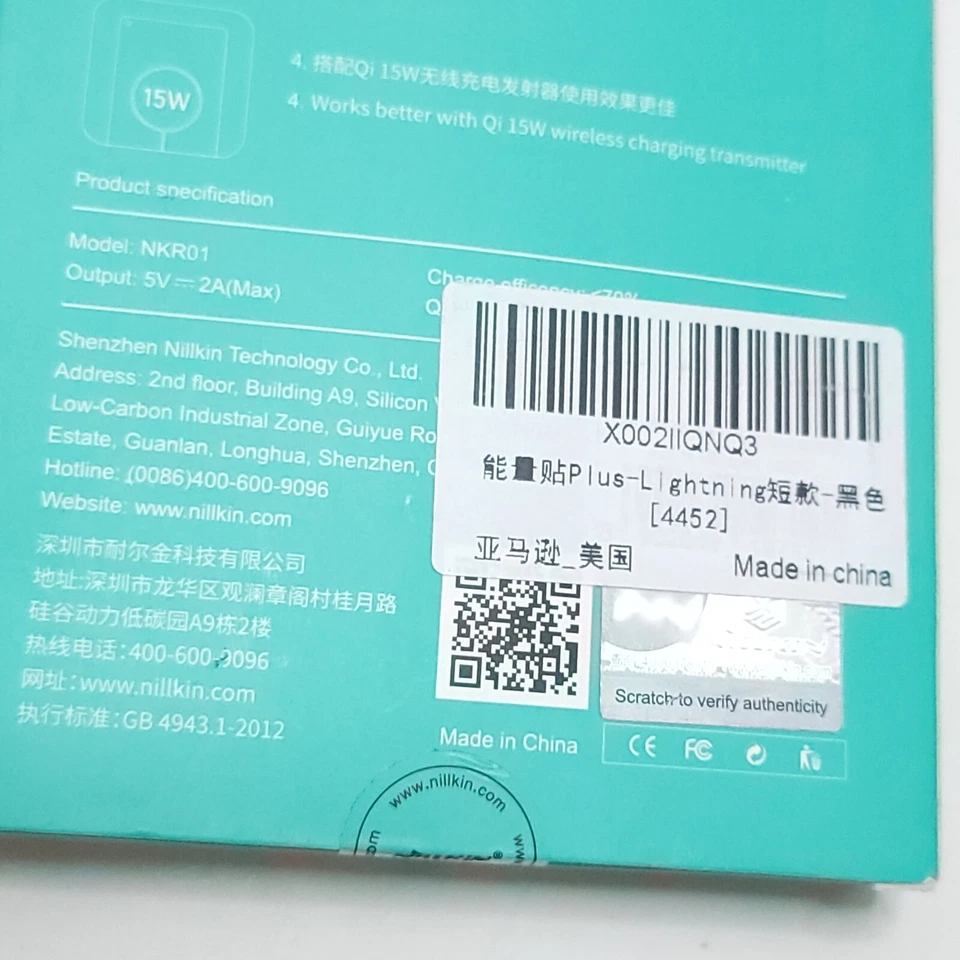 15W
4. 搭配Qi 15W无线充电发射器使用效果更佳
4. Works better with Qi 15W wireless charging transmitter
Product specification
Model: NKR01
Output: 5V⎓2A(Max)
Charge
Q
Shenzhen Nillkin Technology Co., Ltd.
Address: 2nd floor, Building A9, Silicon
Low-Carbon Industrial Zone, Guiyue Ro
Estate, Guanlan, Longhua, Shenzhen,
Hotline: (0086)400-600-9096
Website: www.nillkin.com
深圳市耐尔金科技有限公司
地址:深圳市龙华区观澜章阁村桂月路
硅谷动力低碳园A9栋2楼
热线电话:400-600-9096
网址:www.nillkin.com
执行标准:GB 4943.1-2012
X002IIQNQ3
能量贴Plus-Lightning短款-黑色
[4452]
亚马逊_美国 Made in china
Scratch to verify authenticity
Made in China
CE FC
www.nillkin.com